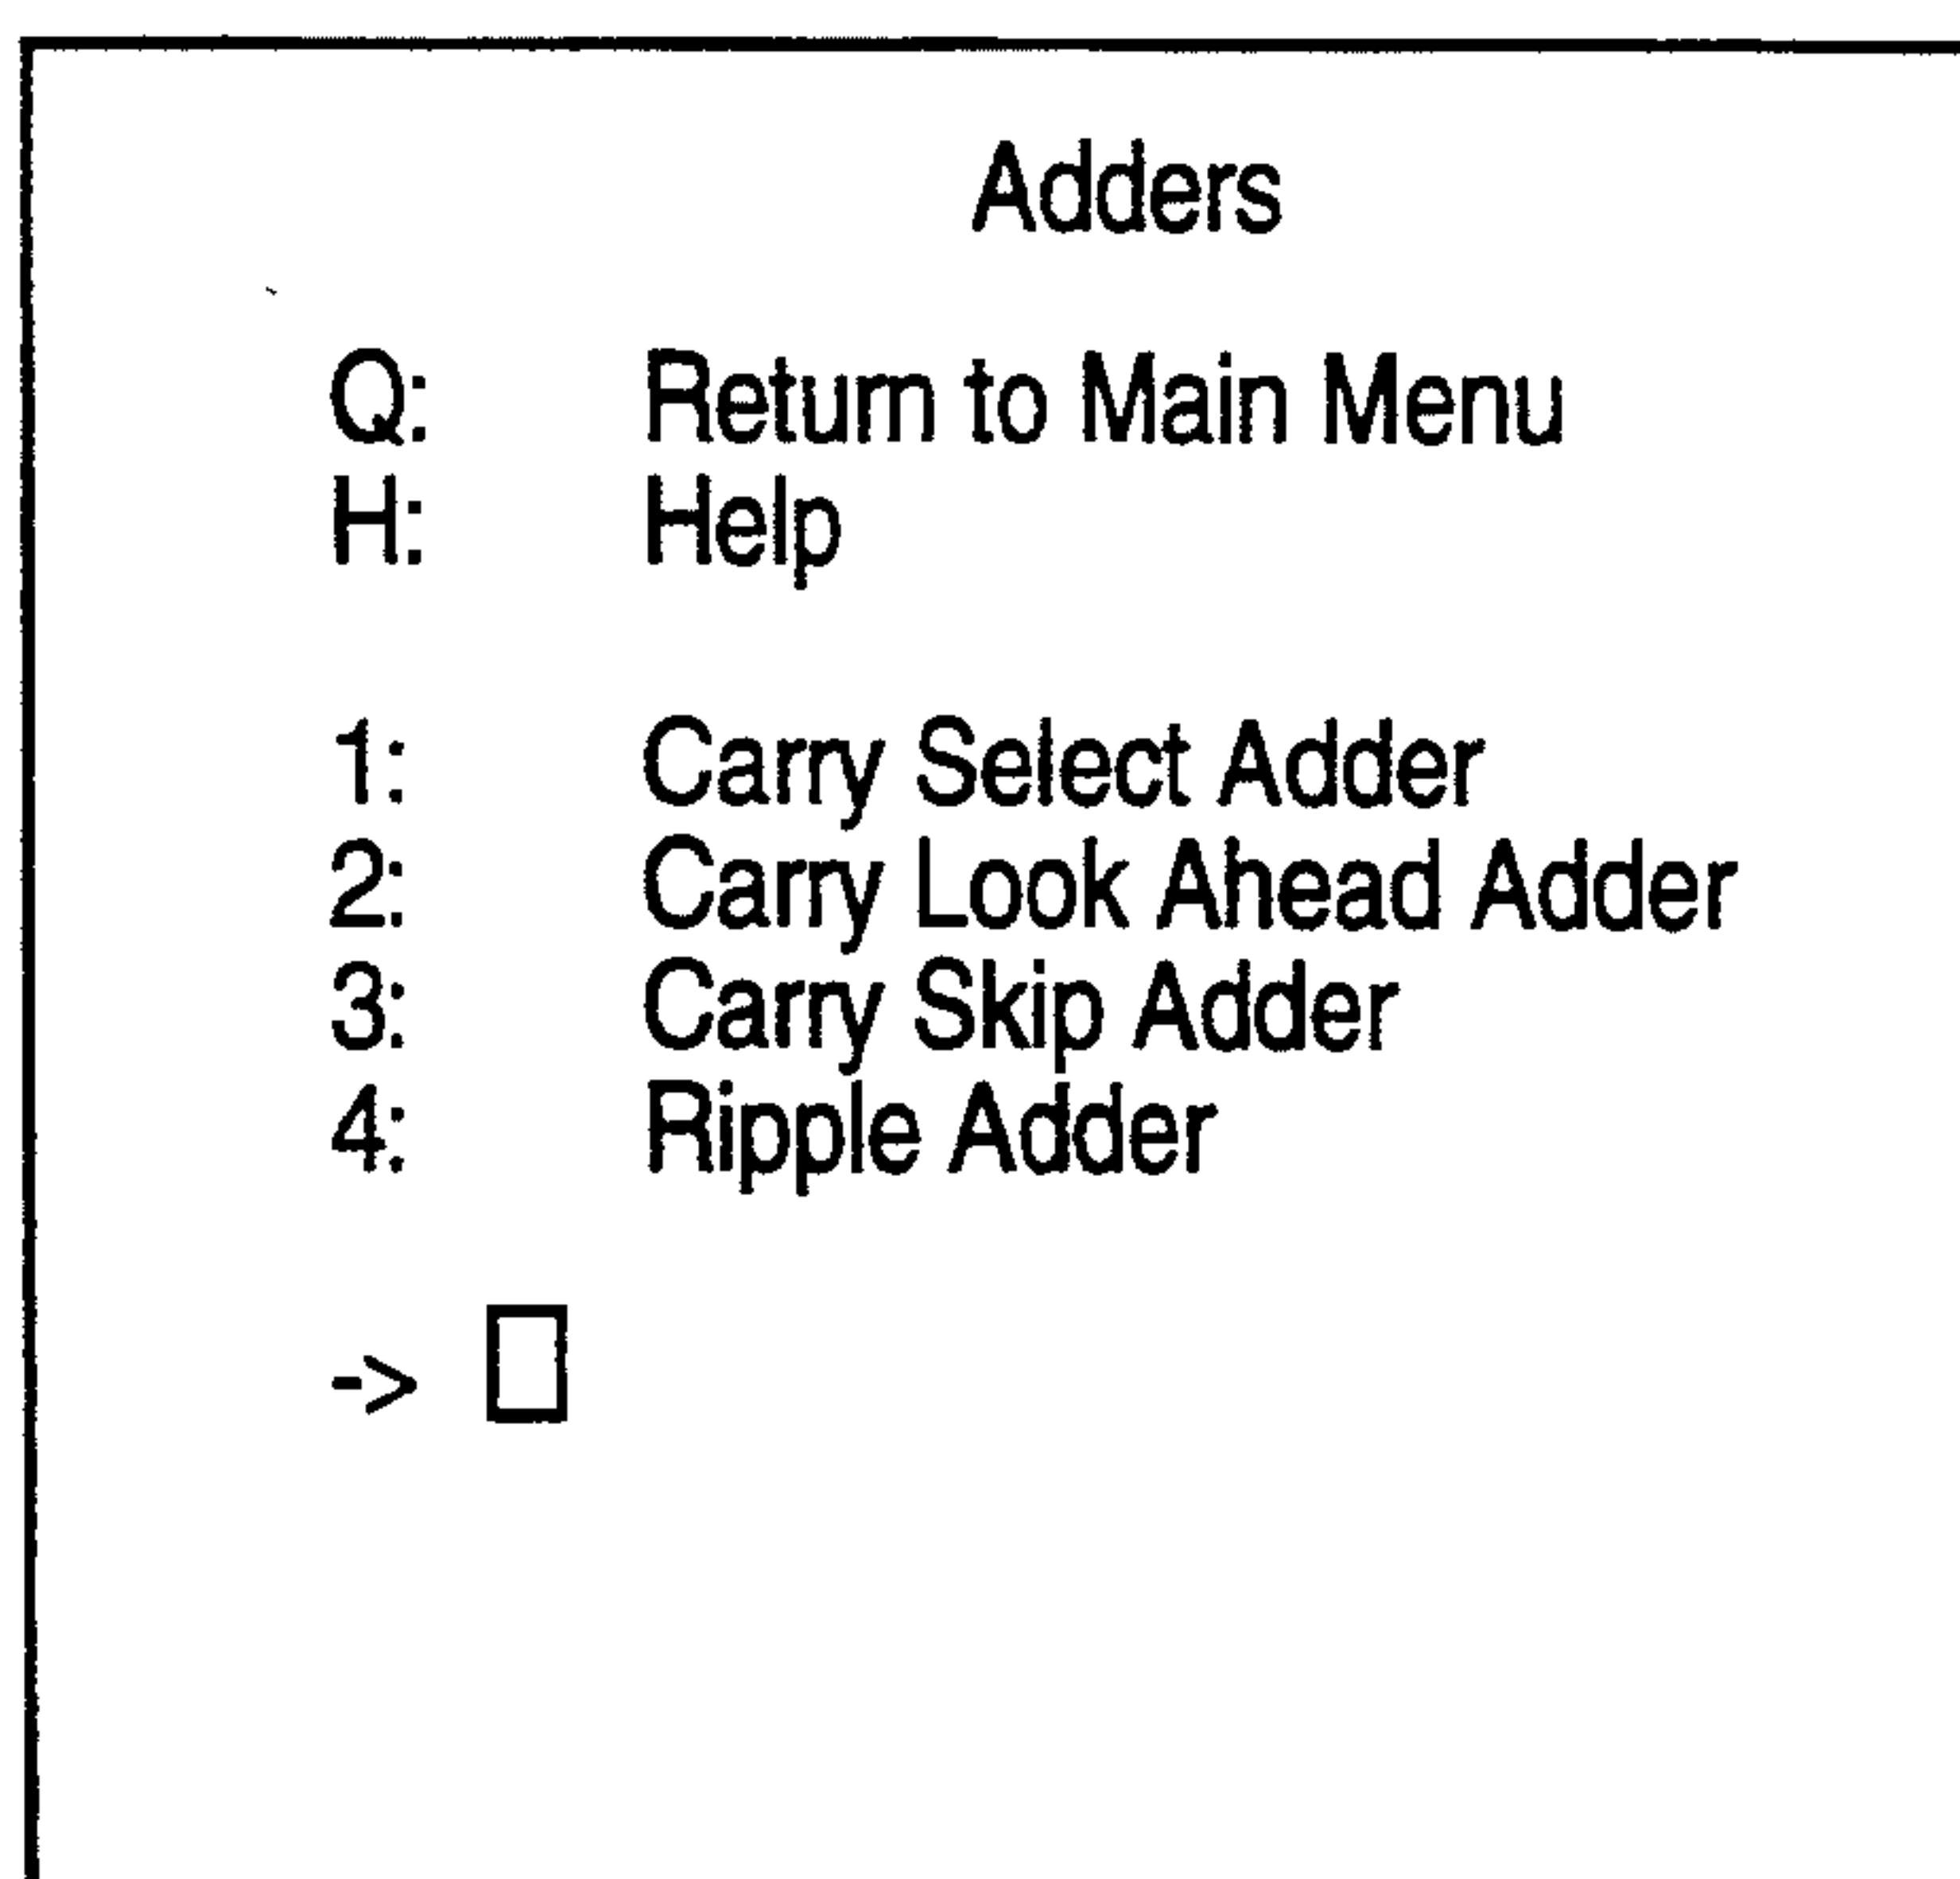 Adders
Q: Return to Main Menu
H: Help
1: Carry Select Adder
2: Carry Look Ahead Adder
3: Carry Skip Adder
4: Ripple Adder
->